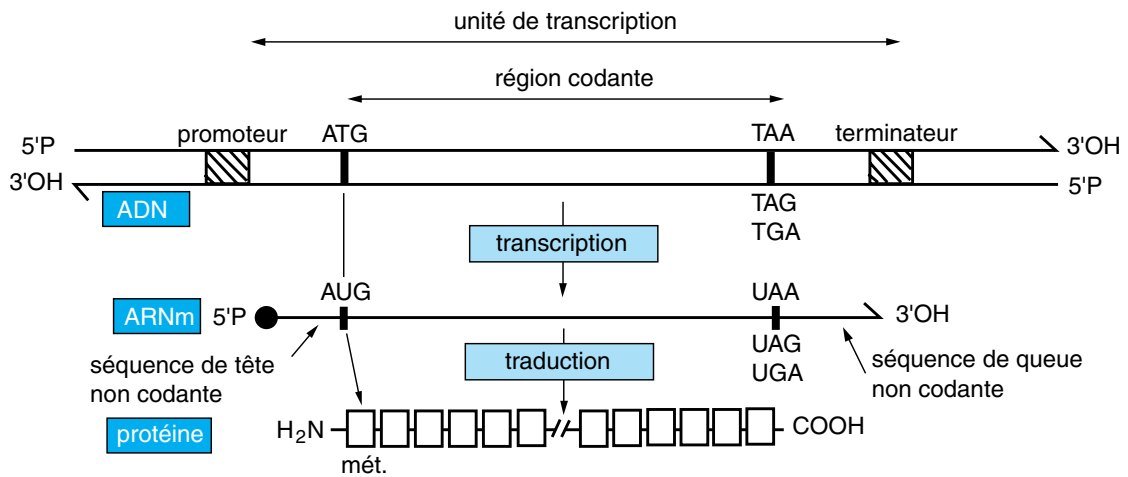 unité de transcription
région codante
promoteur ATG TAA terminateur
5'P 3'OH
3'OH 5'P
ADN TAG
TGA
transcription
AUG UAA
ARNm 5'P 3'OH
séquence de tête
non codante
traduction
UAG
UGA
séquence de queue
non codante
protéine H₂N COOH
mét.